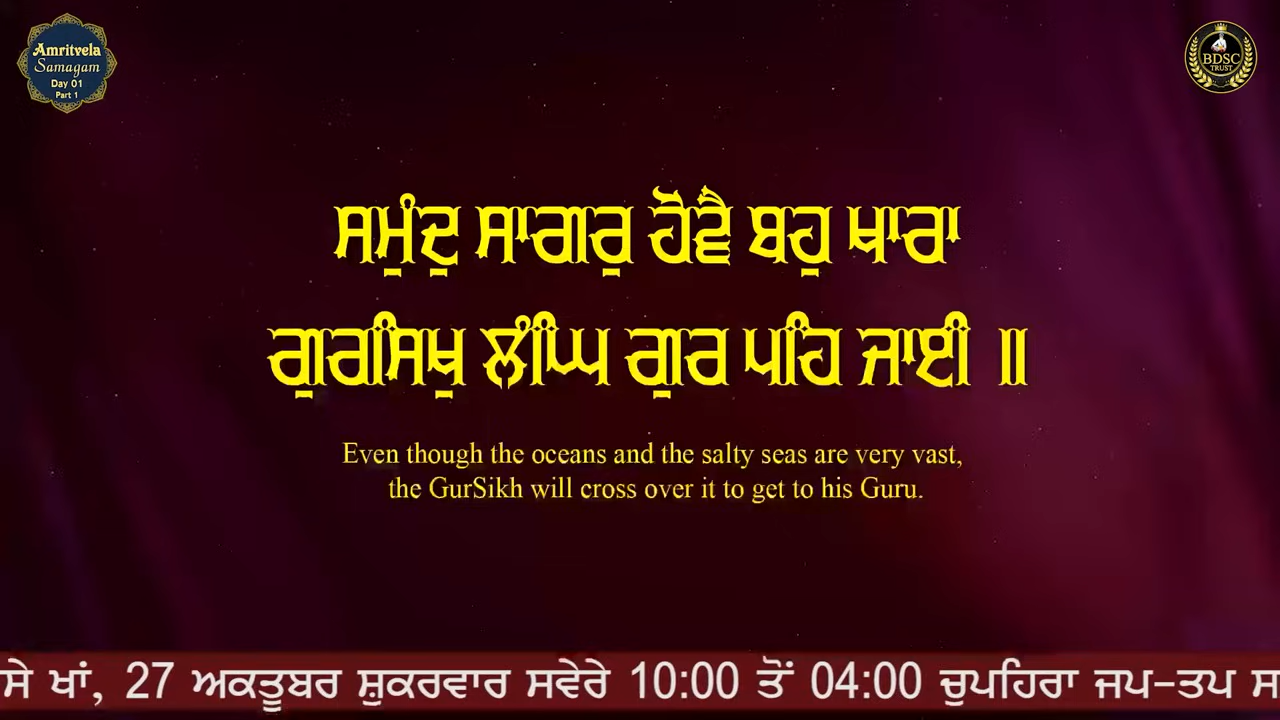 Amritvela
Samagam
Day 01
Part 1
BDSC
TRUST
ਸਮੁੰਦੁ ਸਾਗਰੁ ਹੋਵੈ ਬਹੁ ਖਾਰਾ
ਗੁਰਸਿਖੁ ਲੰਘਿ ਗੁਰ ਪਹਿ ਜਾਈ ॥
Even though the oceans and the salty seas are very vast,
the GurSikh will cross over it to get to his Guru.
ਸੇ ਖਾਂ, 27 ਅਕਤੂਬਰ ਸ਼ੁਕਰਵਾਰ ਸਵੇਰੇ 10:00 ਤੋਂ 04:00 ਚੁਪਹਿਰਾ ਜਪ-ਤਪ ਸ